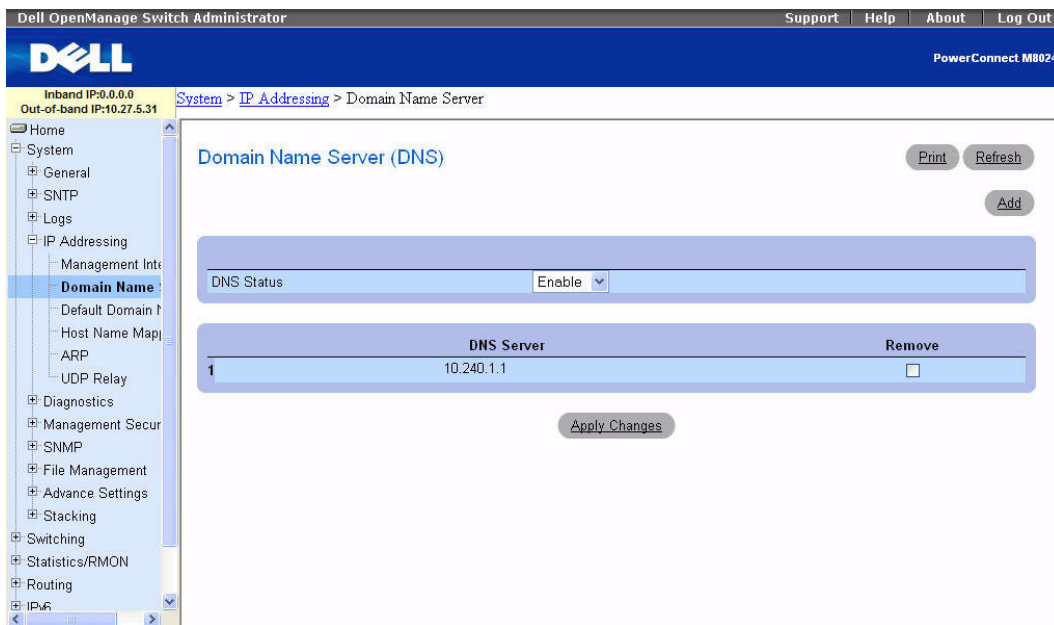 Dell OpenManage Switch Administrator
Support Help About Log Out
DELL
PowerConnect M8024
Inband IP:0.0.0.0
Out-of-band IP:10.27.5.31
System > IP Addressing > Domain Name Server
Home
System
General
SNTP
Logs
IP Addressing
Management Inte
Domain Name
Default Domain
Host Name Map
ARP
UDP Relay
Diagnostics
Management Secur
SNMP
File Management
Advance Settings
Stacking
Switching
Statistics/RMON
Routing
IPv6
Domain Name Server (DNS)
Print Refresh
Add
DNS Status Enable
DNS Server Remove
1 10.240.1.1
Apply Changes